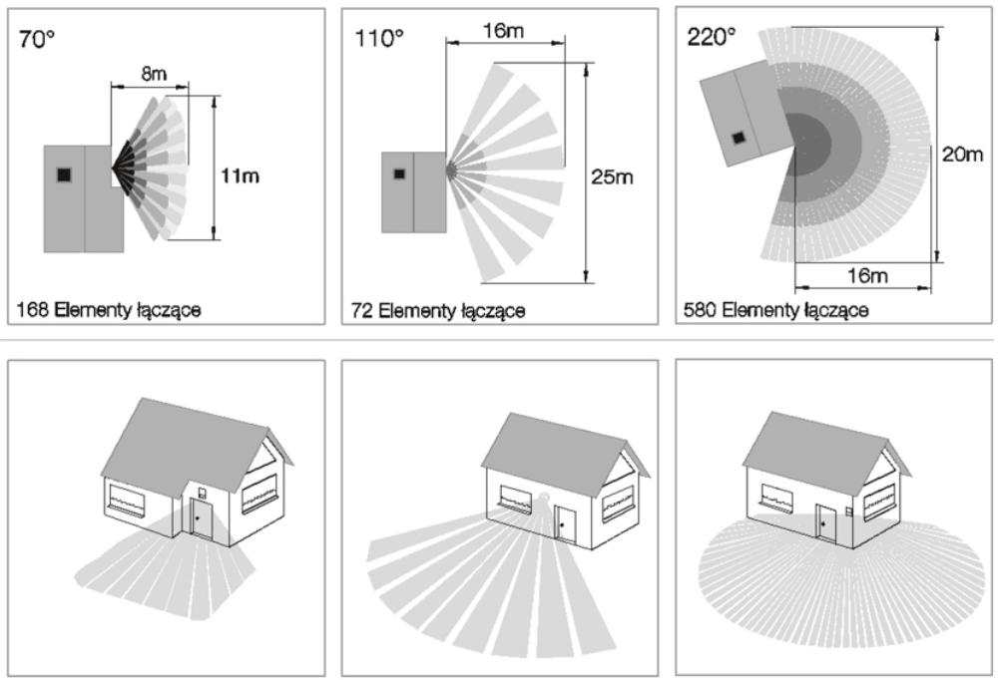 70°
8m
11m
168 Elementy łączące
110°
16m
25m
72 Elementy łączące
220°
20m
16m
580 Elementy łączące